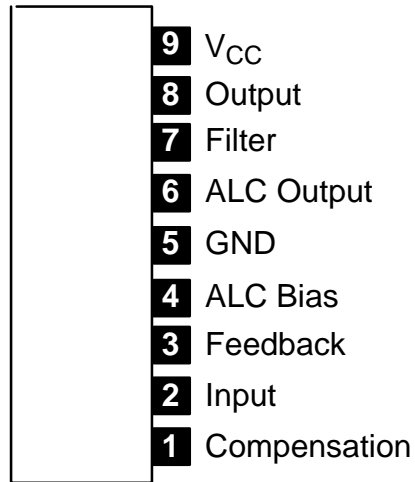 9 VCC
8 Output
7 Filter
6 ALC Output
5 GND
4 ALC Bias
3 Feedback
2 Input
1 Compensation